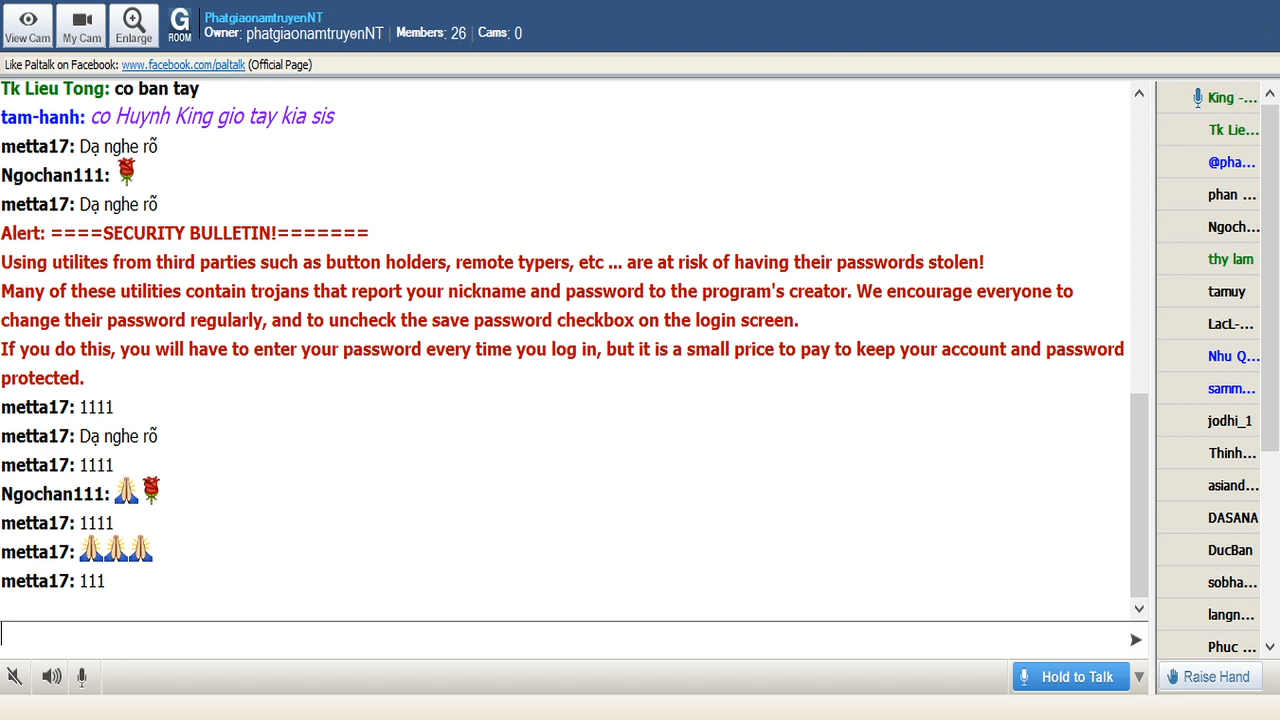 View Cam
My Cam
Enlarge
G
ROOM
PhatgiaonamtruyenNT
Owner: phatgiaonamtruyenNT | Members: 26 | Cams: 0
Like Paltalk on Facebook: www.facebook.com/paltalk (Official Page)
Tk Lieu Tong: co ban tay
tam-hanh: co Huynh King gio tay kia sis
metta17: Dạ nghe rõ
Ngochan111:
metta17: Dạ nghe rõ
Alert: ====SECURITY BULLETIN!=======
Using utilites from third parties such as button holders, remote typers, etc ... are at risk of having their passwords stolen!
Many of these utilities contain trojans that report your nickname and password to the program's creator. We encourage everyone to
change their password regularly, and to uncheck the save password checkbox on the login screen.
If you do this, you will have to enter your password every time you log in, but it is a small price to pay to keep your account and password
protected.
metta17: 1111
metta17: Dạ nghe rõ
metta17: 1111
Ngochan111:
metta17: 1111
metta17:
metta17: 111
King -...
Tk Lie...
@pha...
phan ...
Ngoch...
thy lam
tamuy
LacL-...
Nhu Q...
samm...
jodhi_1
Thinh...
asiand...
DASANA
DucBan
sobha...
langn...
Phuc ...
Hold to Talk
Raise Hand